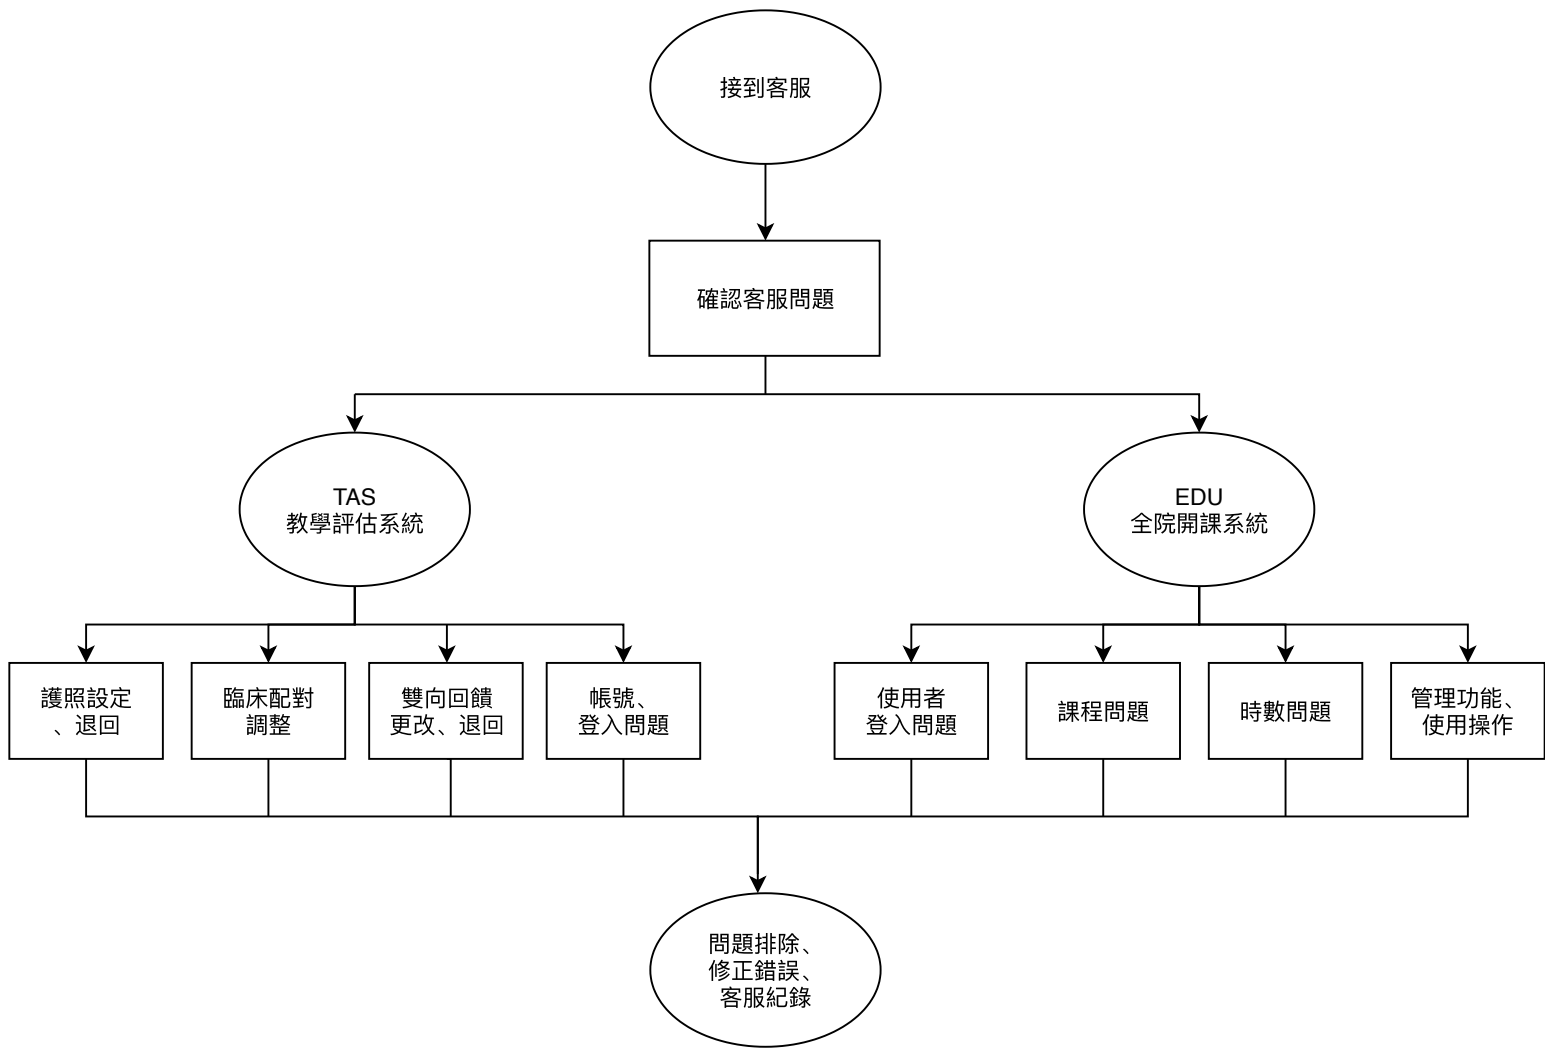 接到客服
確認客服問題
TAS
教學評估系統
EDU
全院開課系統
護照設定
、退回
臨床配對
調整
雙向回饋
更改、退回
帳號、
登入問題
使用者
登入問題
課程問題
時數問題
管理功能、
使用操作
問題排除、
修正錯誤、
客服紀錄